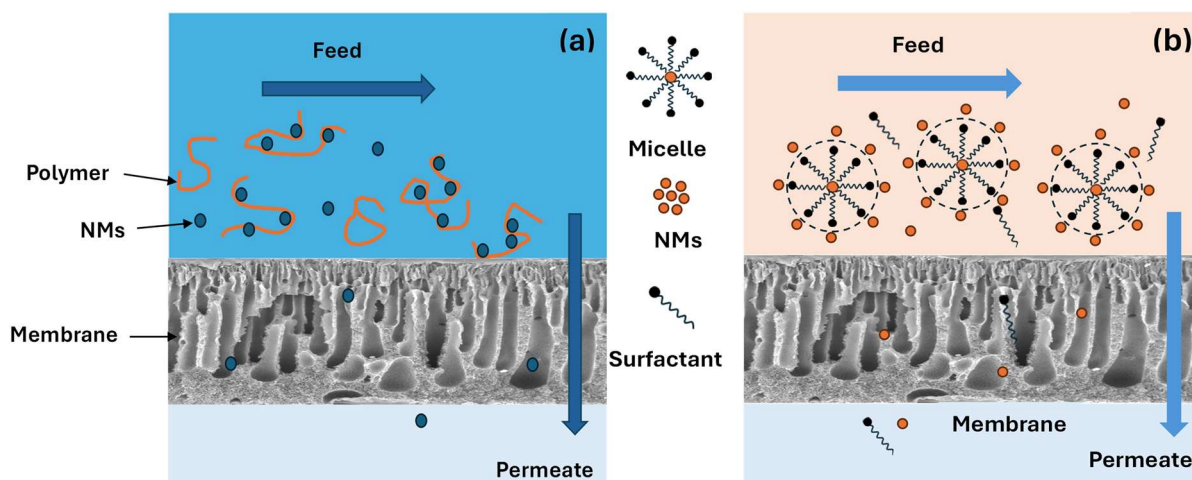 (a)
Feed
Polymer
NMs
Membrane
Permeate
Micelle
NMs
Surfactant
(b)
Feed
Membrane
Permeate